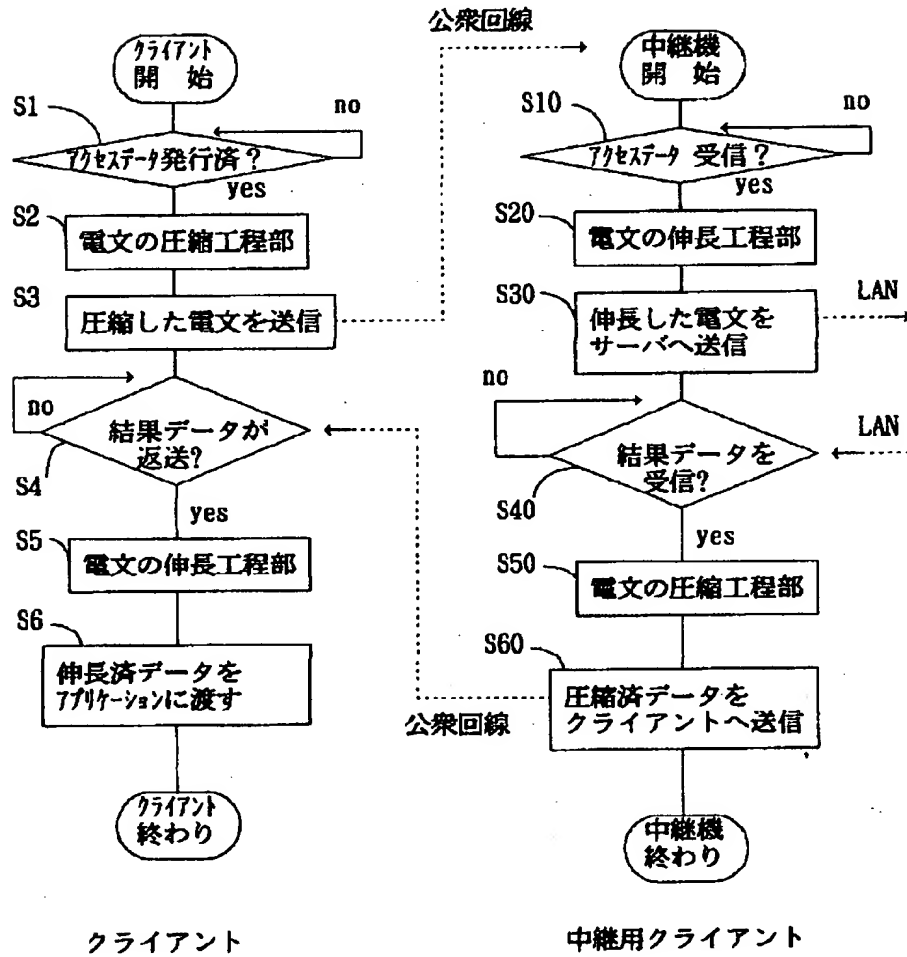 公衆回線
クライアント
開 始
S1
no
アクセスデータ発行済?
yes
S2
電文の圧縮工程部
S3
圧縮した電文を送信
no
結果データが
返送?
S4
yes
S5
電文の伸長工程部
S6
伸長済データを
アプリケーションに渡す
公衆回線
クライアント
終わり
クライアント
中継機
開 始
S10
no
アクセスデータ 受信?
yes
S20
電文の伸長工程部
S30
LAN
伸長した電文を
サーバへ送信
no
LAN
結果データを
受信?
S40
yes
S50
電文の圧縮工程部
S60
圧縮済データを
クライアントへ送信
中継機
終わり
中継用クライアント